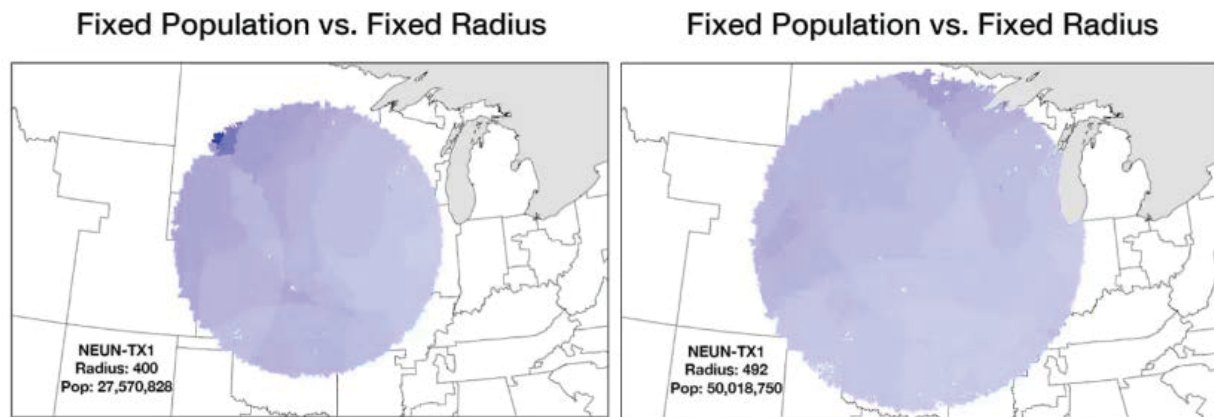 Fixed Population vs. Fixed Radius
NEUN-TX1
Radius: 400
Pop: 27,570,828
Fixed Population vs. Fixed Radius
NEUN-TX1
Radius: 492
Pop: 50,018,750